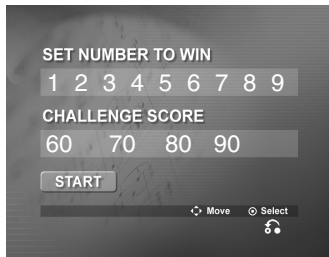 SET NUMBER TO WIN
1 2 3 4 5 6 7 8 9
CHALLENGE SCORE
60 70 80 90
START
Move Select